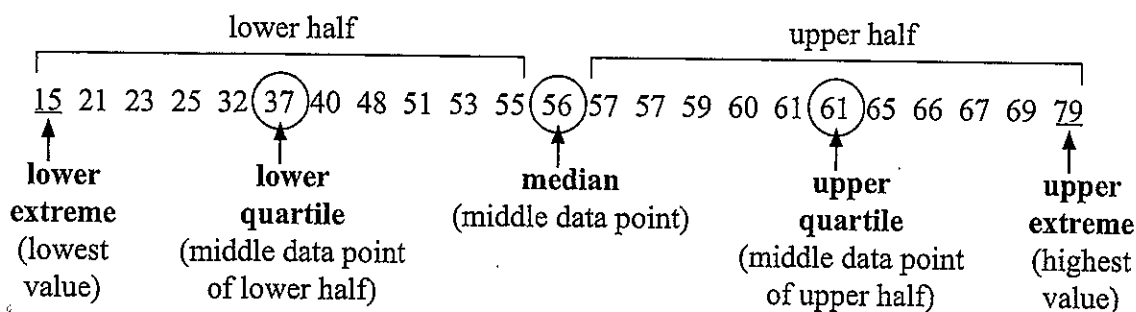 lower half
upper half
15 21 23 25 32 37 40 48 51 53 55 56 57 57 59 60 61 61 65 66 67 69 79
lower
extreme
(lowest
value)
lower
quartile
(middle data point
of lower half)
median
(middle data point)
upper
quartile
(middle data point
of upper half)
upper
extreme
(highest
value)